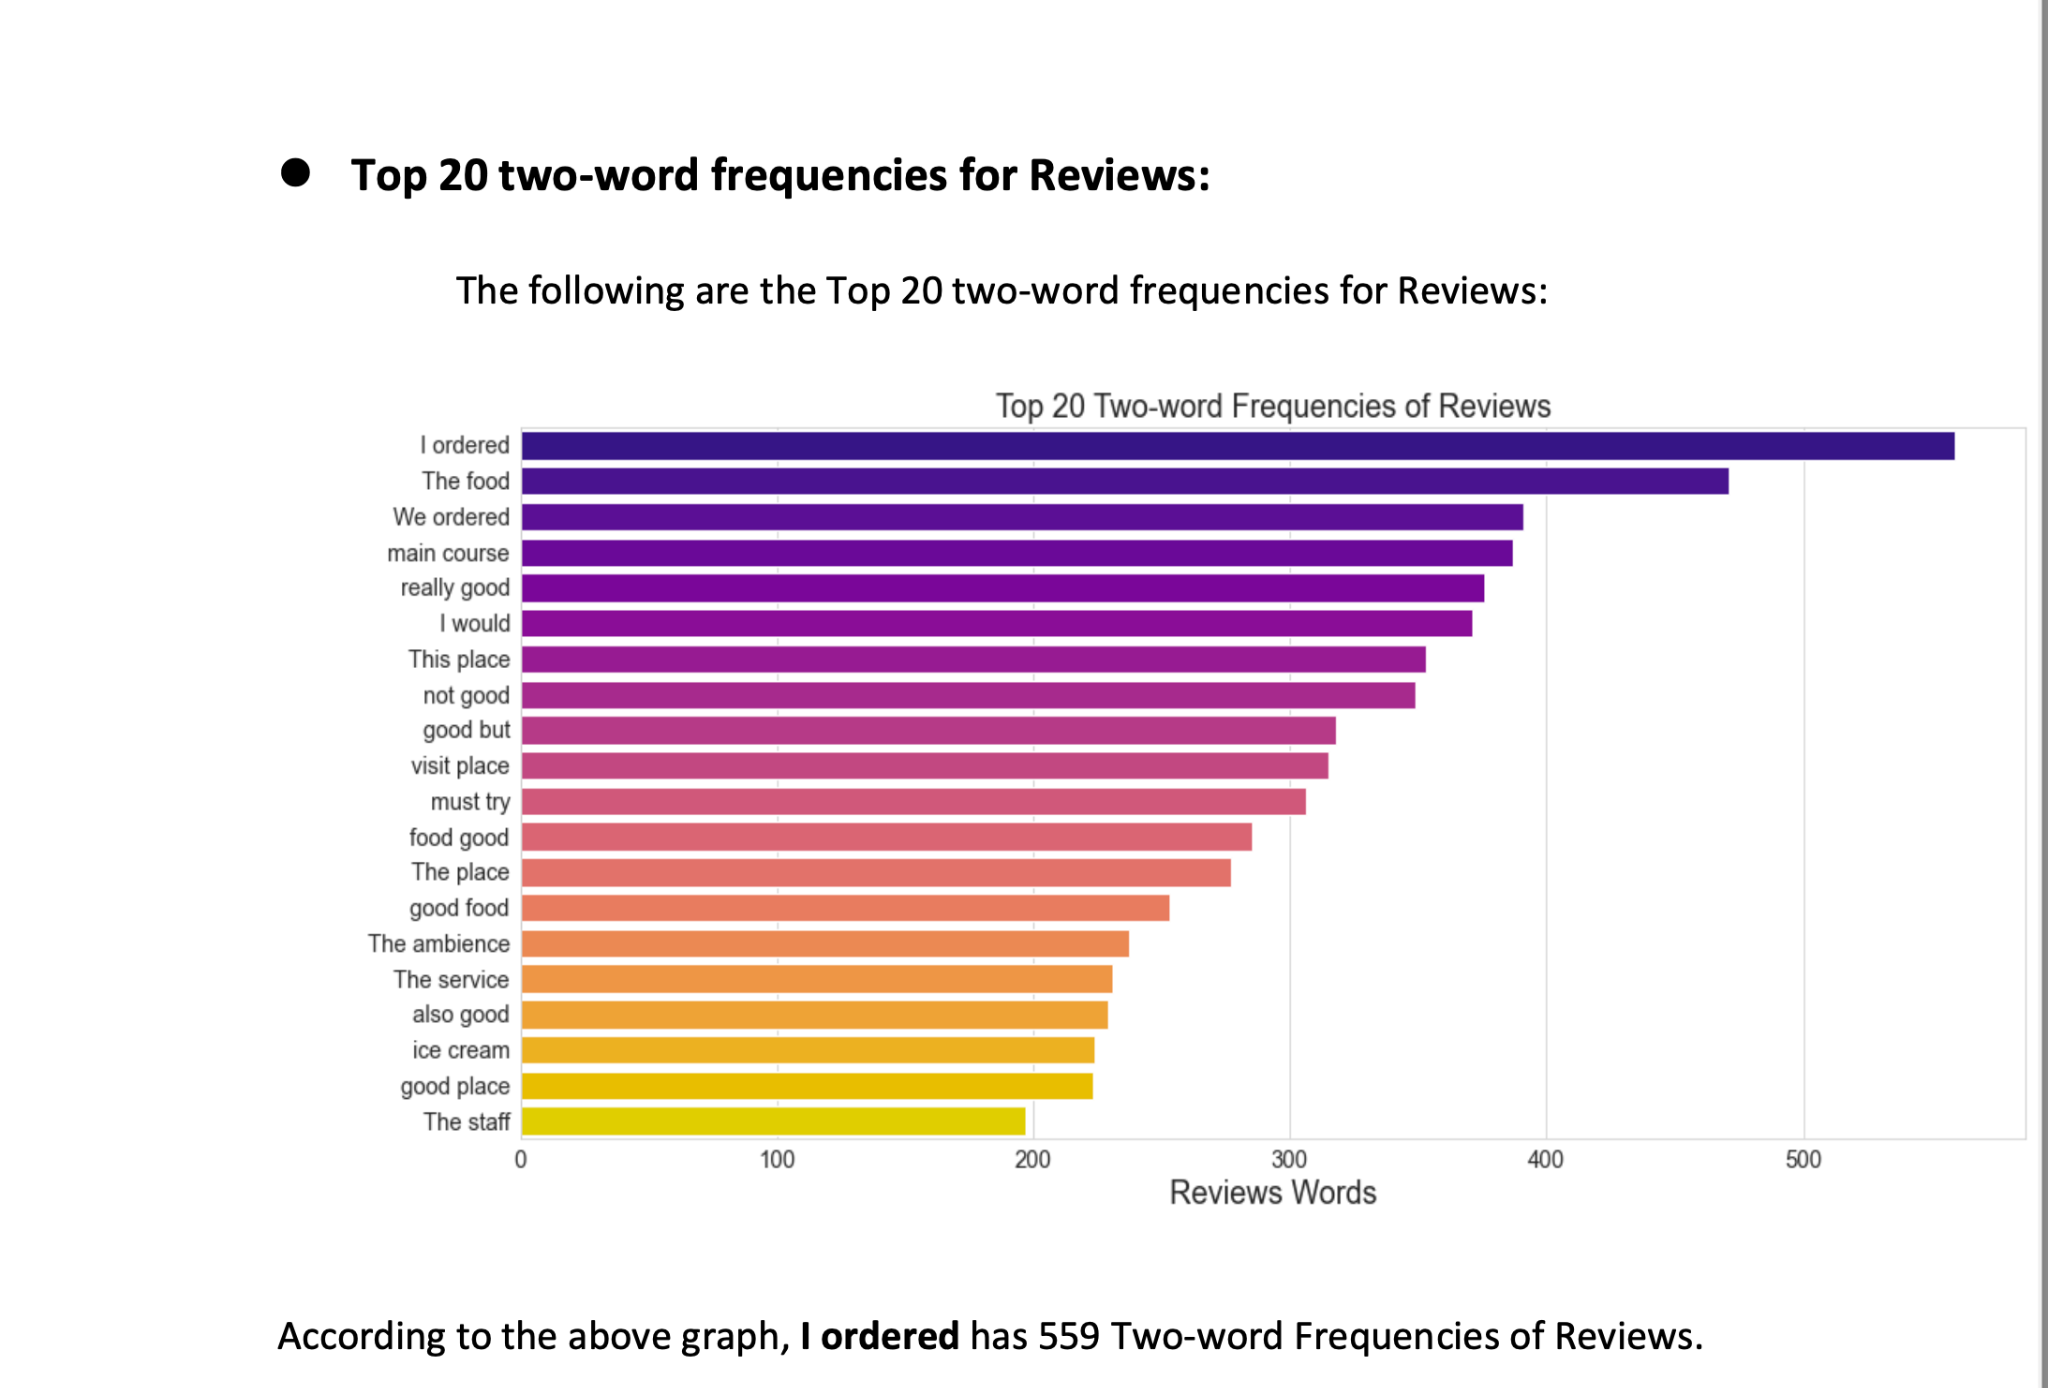 ● Top 20 two-word frequencies for Reviews:
The following are the Top 20 two-word frequencies for Reviews:
Top 20 Two-word Frequencies of Reviews
I ordered
The food
We ordered
main course
really good
I would
This place
not good
good but
visit place
must try
food good
The place
good food
The ambience
The service
also good
ice cream
good place
The staff
0 100 200 300 400 500
Reviews Words
According to the above graph, I ordered has 559 Two-word Frequencies of Reviews.